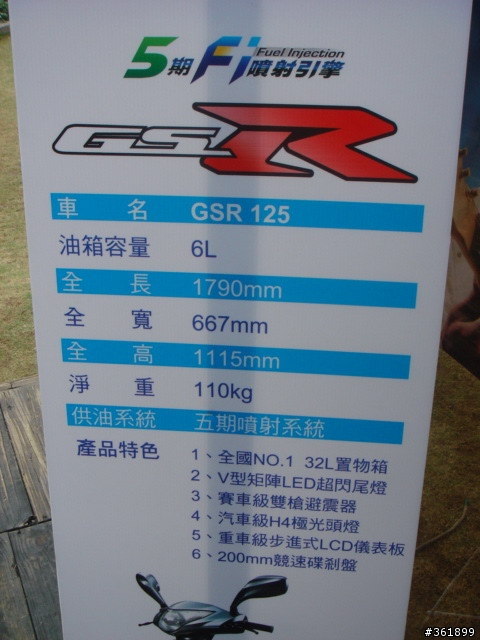 5期 Fi Fuel Injection 噴射引擎
GSR
車名 GSR 125
油箱容量 6L
全長 1790mm
全寬 667mm
全高 1115mm
淨重 110kg
供油系統 五期噴射系統
產品特色 1、全國NO.1 32L置物箱
2、V型矩陣LED超閃尾燈
3、賽車級雙槍避震器
4、汽車級H4極光頭燈
5、重車級步進式LCD儀表板
6、200mm競速碟剎盤
#361899